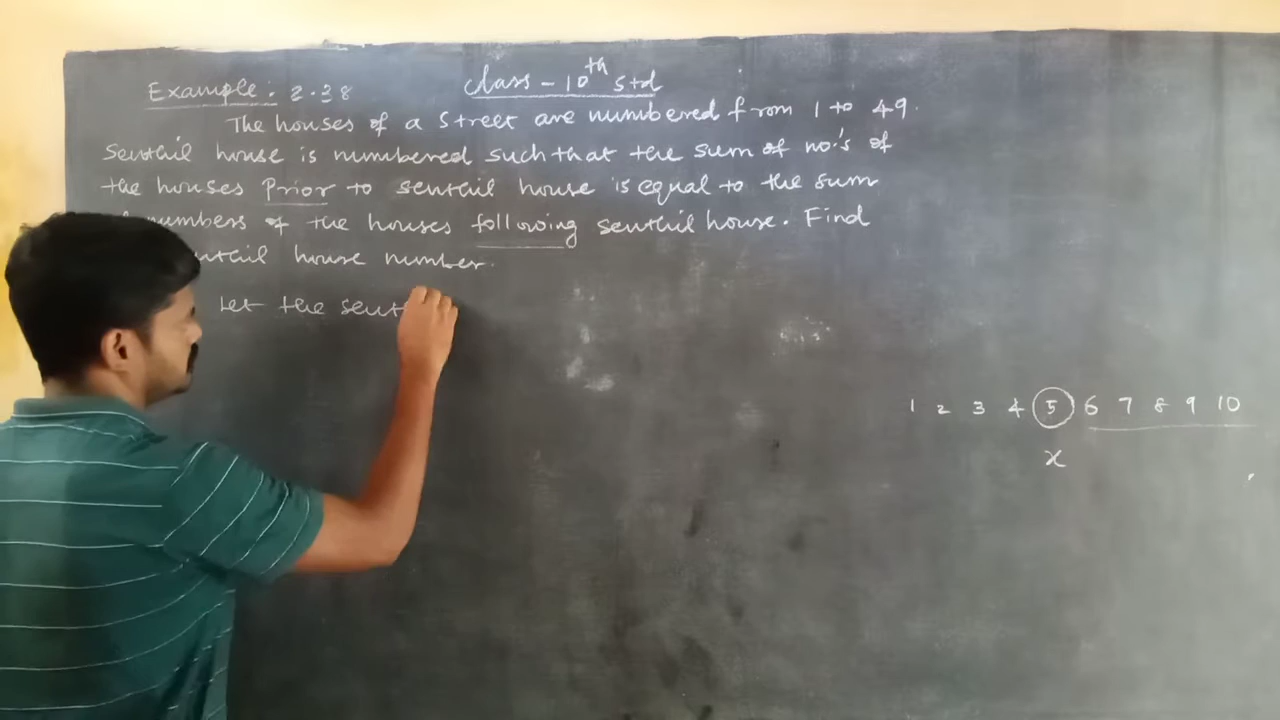 Example: 2.38
class - 10th std
The houses of a street are numbered from 1 to 49.
Senthil house is numbered such that the sum of no.'s of
the houses Prior to senthil house is equal to the sum
numbers of the houses following senthil house. Find
house number.
Let the sent
1 2 3 4 5 6 7 8 9 10
x